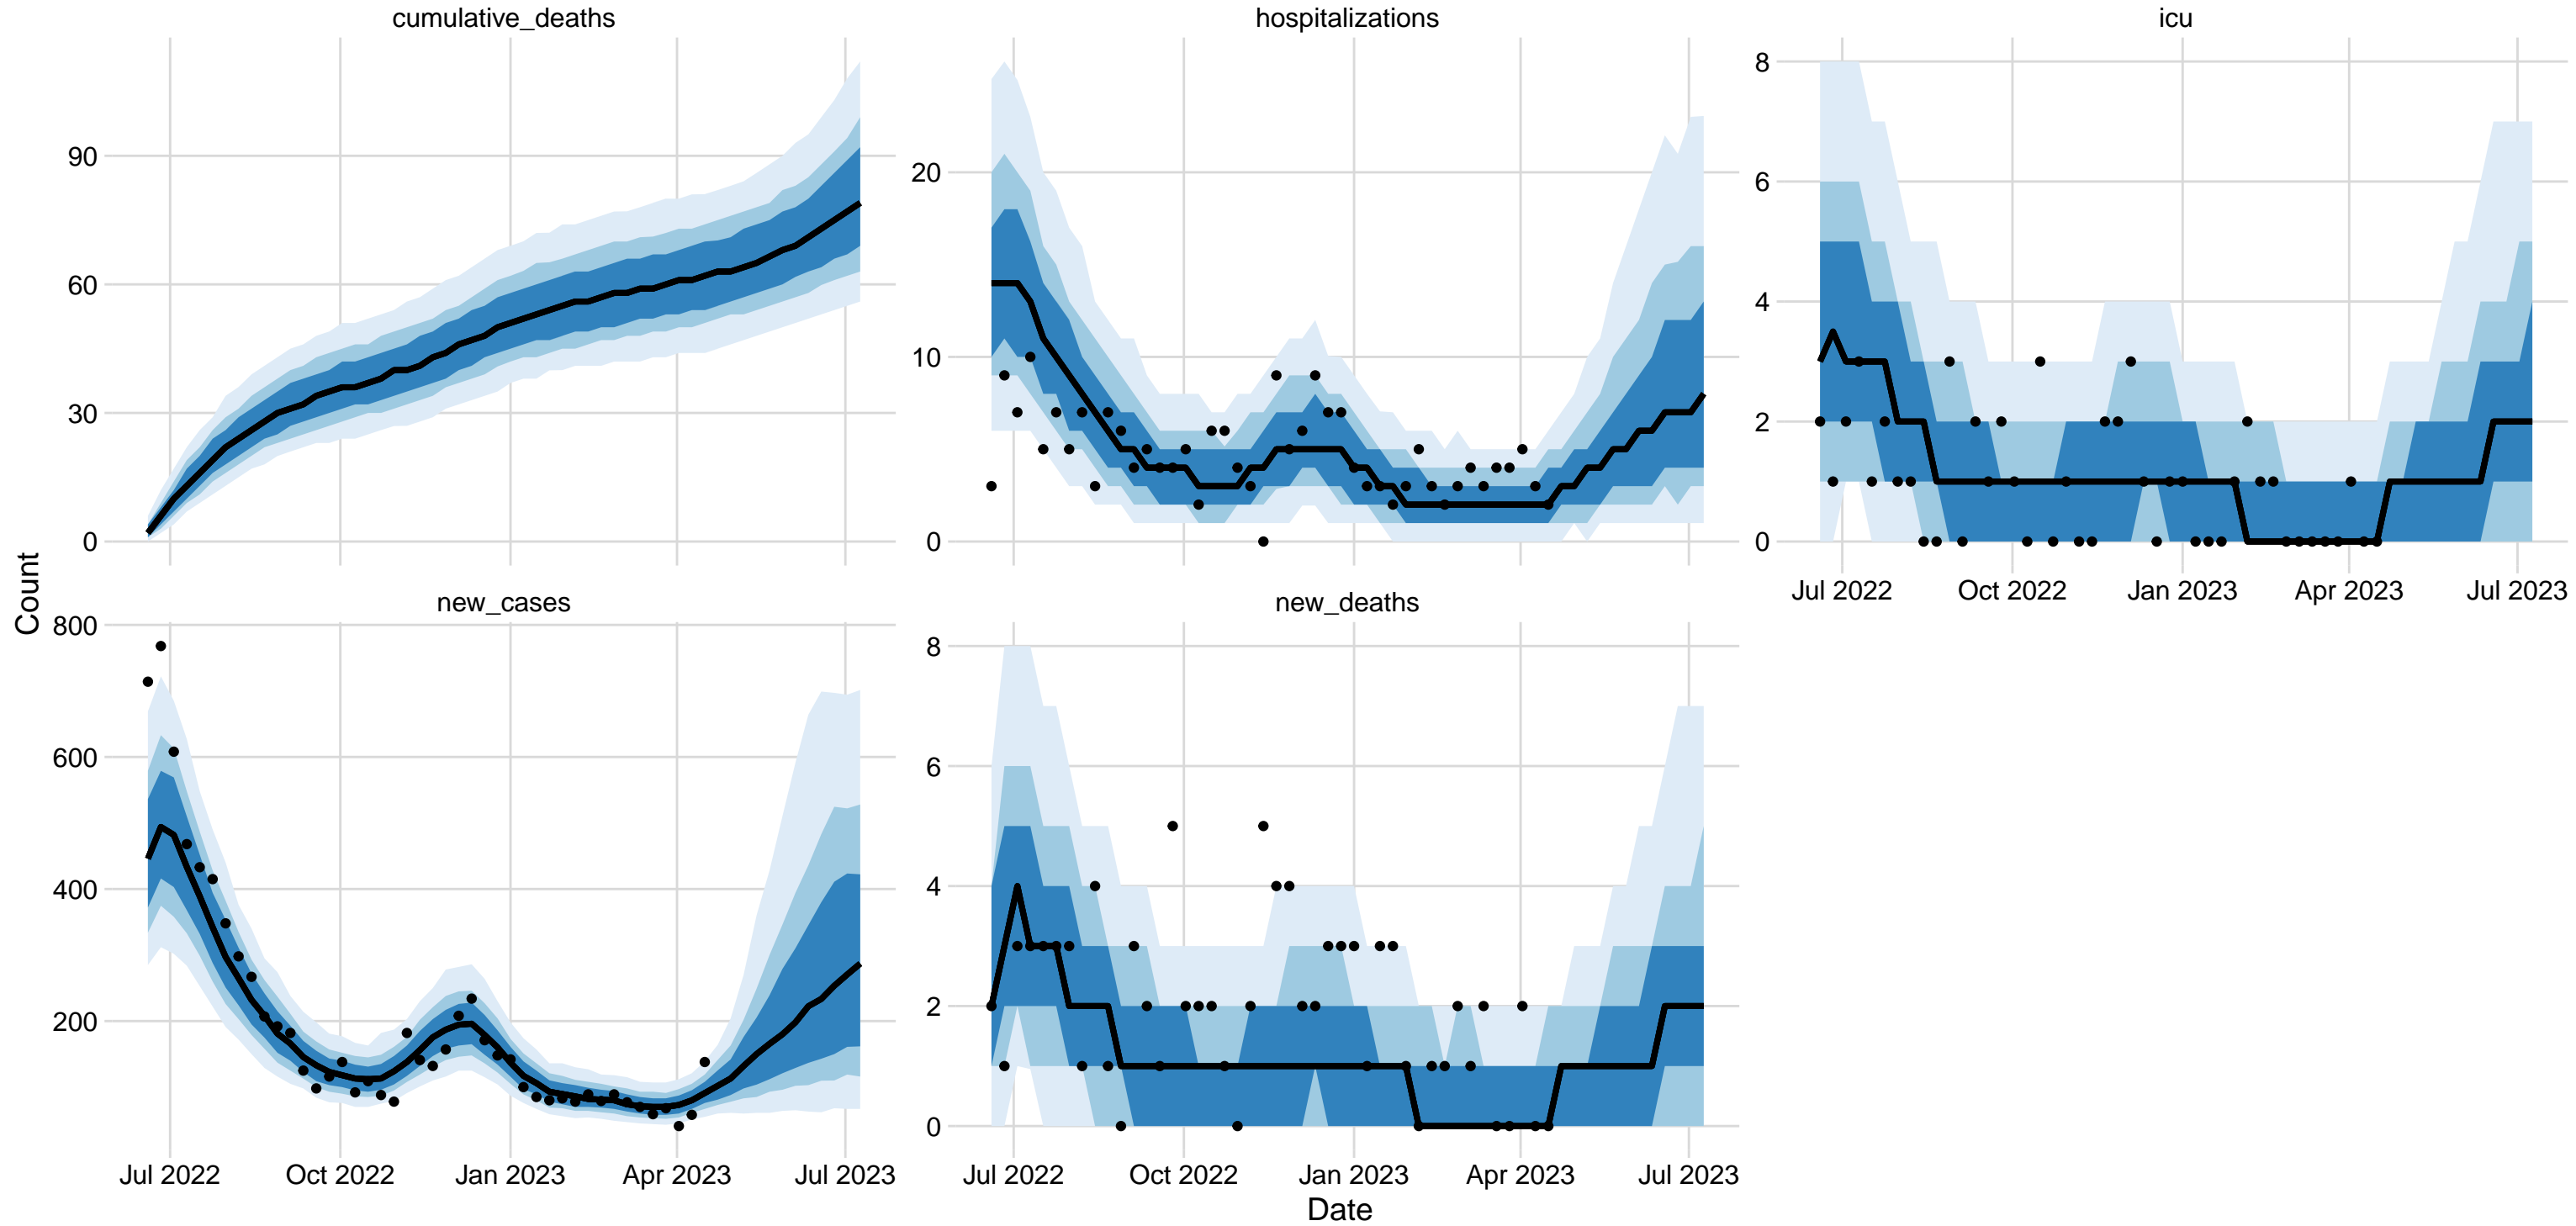 cumulative_deaths
hospitalizations
icu
90
60
30
0
20
10
0
8
6
4
2
0
Jul 2022
Oct 2022
Jan 2023
Apr 2023
Jul 2023
Count
new_cases
new_deaths
800
600
400
200
8
6
4
2
0
Jul 2022
Oct 2022
Jan 2023
Apr 2023
Jul 2023
Jul 2022
Oct 2022
Jan 2023
Apr 2023
Jul 2023
Date